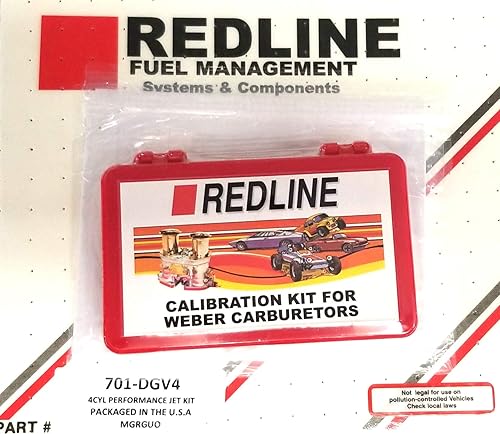 REDLINE
FUEL MANAGEMENT
Systems & Components
REDLINE
CALIBRATION KIT FOR
WEBER CARBURETORS
701-DGV4
4CYL PERFORMANCE JET KIT
PACKAGED IN THE U.S.A
MGRGUO
Not legal for use on
pollution-controlled Vehicles
Check local laws
PART #